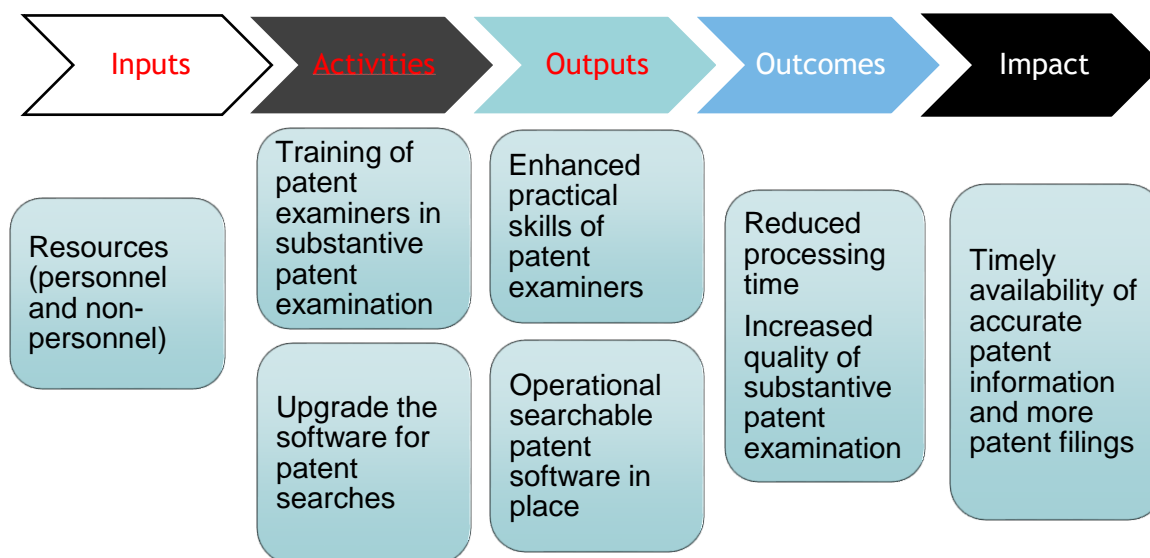 Inputs
Activities
Outputs
Outcomes
Impact
Resources
(personnel
and non-
personnel)
Training of
patent
examiners in
substantive
patent
examination
Upgrade the
software for
patent
searches
Enhanced
practical
skills of
patent
examiners
Operational
searchable
patent
software in
place
Reduced
processing
time
Increased
quality of
substantive
patent
examination
Timely
availability of
accurate
patent
information
and more
patent filings